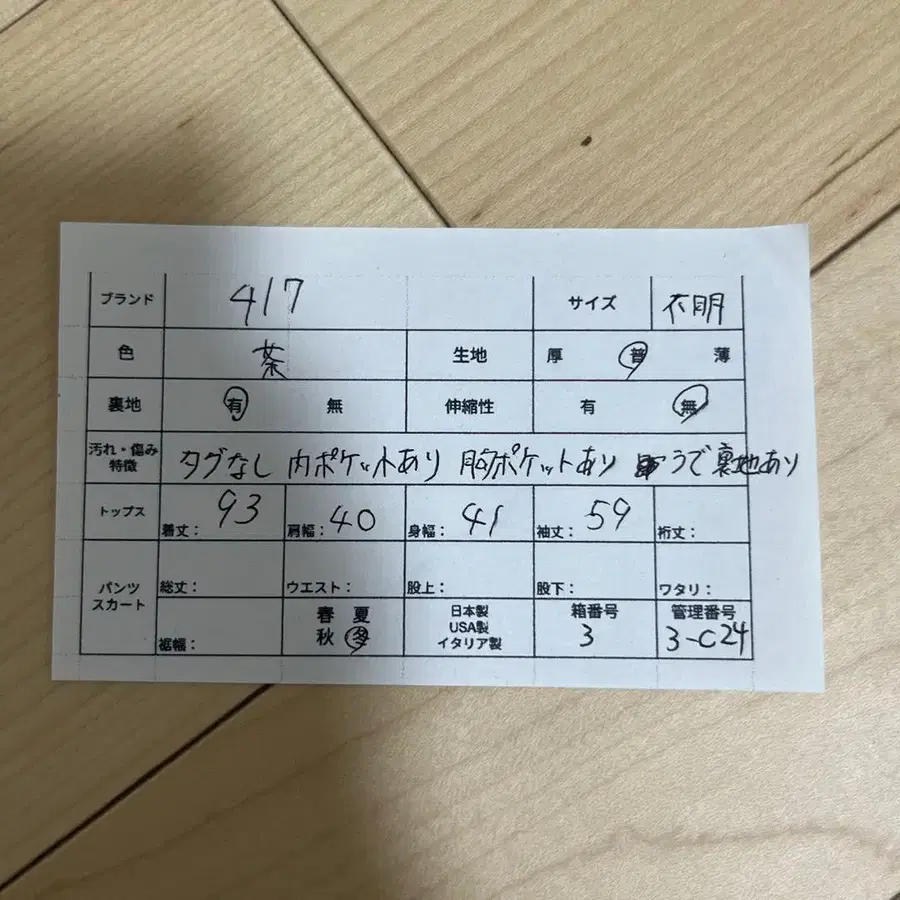 ブランド 417 サイズ 不明
色 茶 生地 厚 普 薄
裏地 有 無 伸縮性 有 無
汚れ・傷み
特徴 タグなし 内ポケットあり 胸ポケットあり うで裏地あり
トップス 着丈: 93 肩幅: 40 身幅: 41 袖丈: 59 裄丈:
パンツ
スカート 総丈: ウエスト: 股上: 股下: ワタリ:
裾幅: 春 夏
秋 冬
日本製
USA製
イタリア製
箱番号
3
管理番号
3-C24